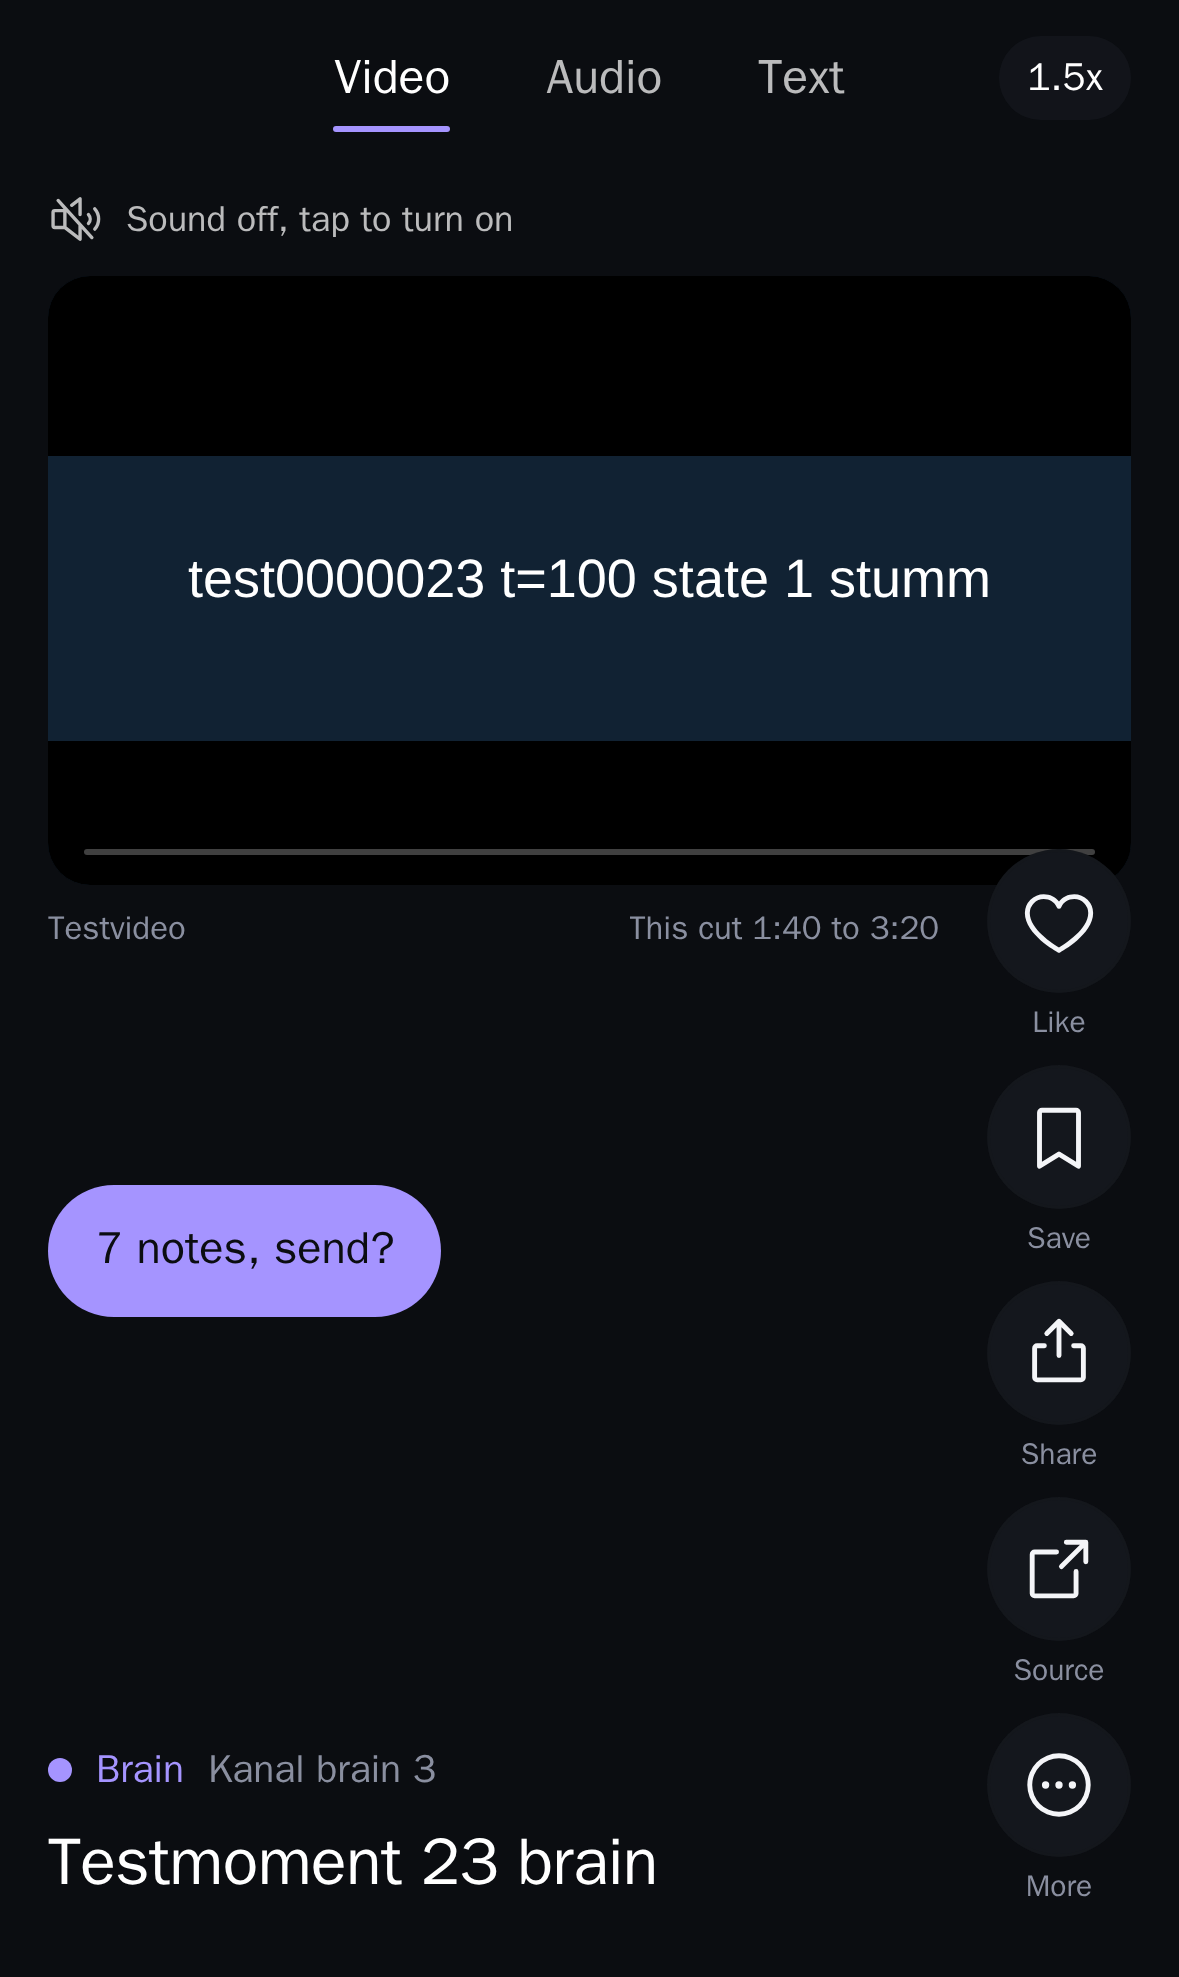 Video Audio Text 1.5x
Sound off, tap to turn on
test0000023 t=100 state 1 stumm
Testvideo This cut 1:40 to 3:20
Like
Save
7 notes, send?
Share
Source
Brain Kanal brain 3
Testmoment 23 brain
More